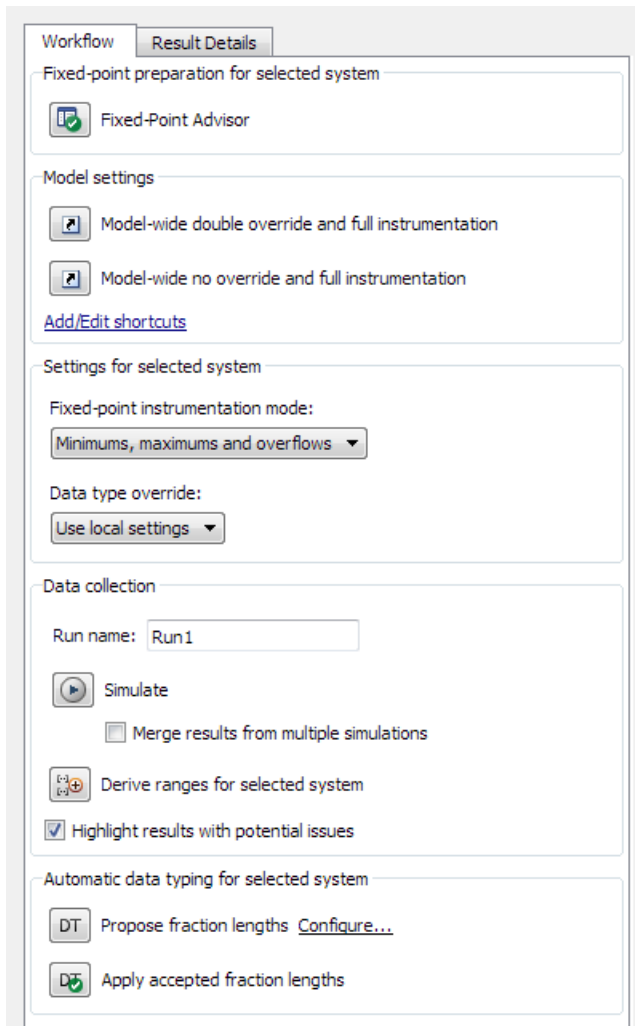 Workflow
Result Details
Fixed-point preparation for selected system
Fixed-Point Advisor
Model settings
Model-wide double override and full instrumentation
Model-wide no override and full instrumentation
Add/Edit shortcuts
Settings for selected system
Fixed-point instrumentation mode:
Minimums, maximums and overflows
Data type override:
Use local settings
Data collection
Run name: Run1
Simulate
Merge results from multiple simulations
Derive ranges for selected system
Highlight results with potential issues
Automatic data typing for selected system
DT Propose fraction lengths Configure...
DT Apply accepted fraction lengths